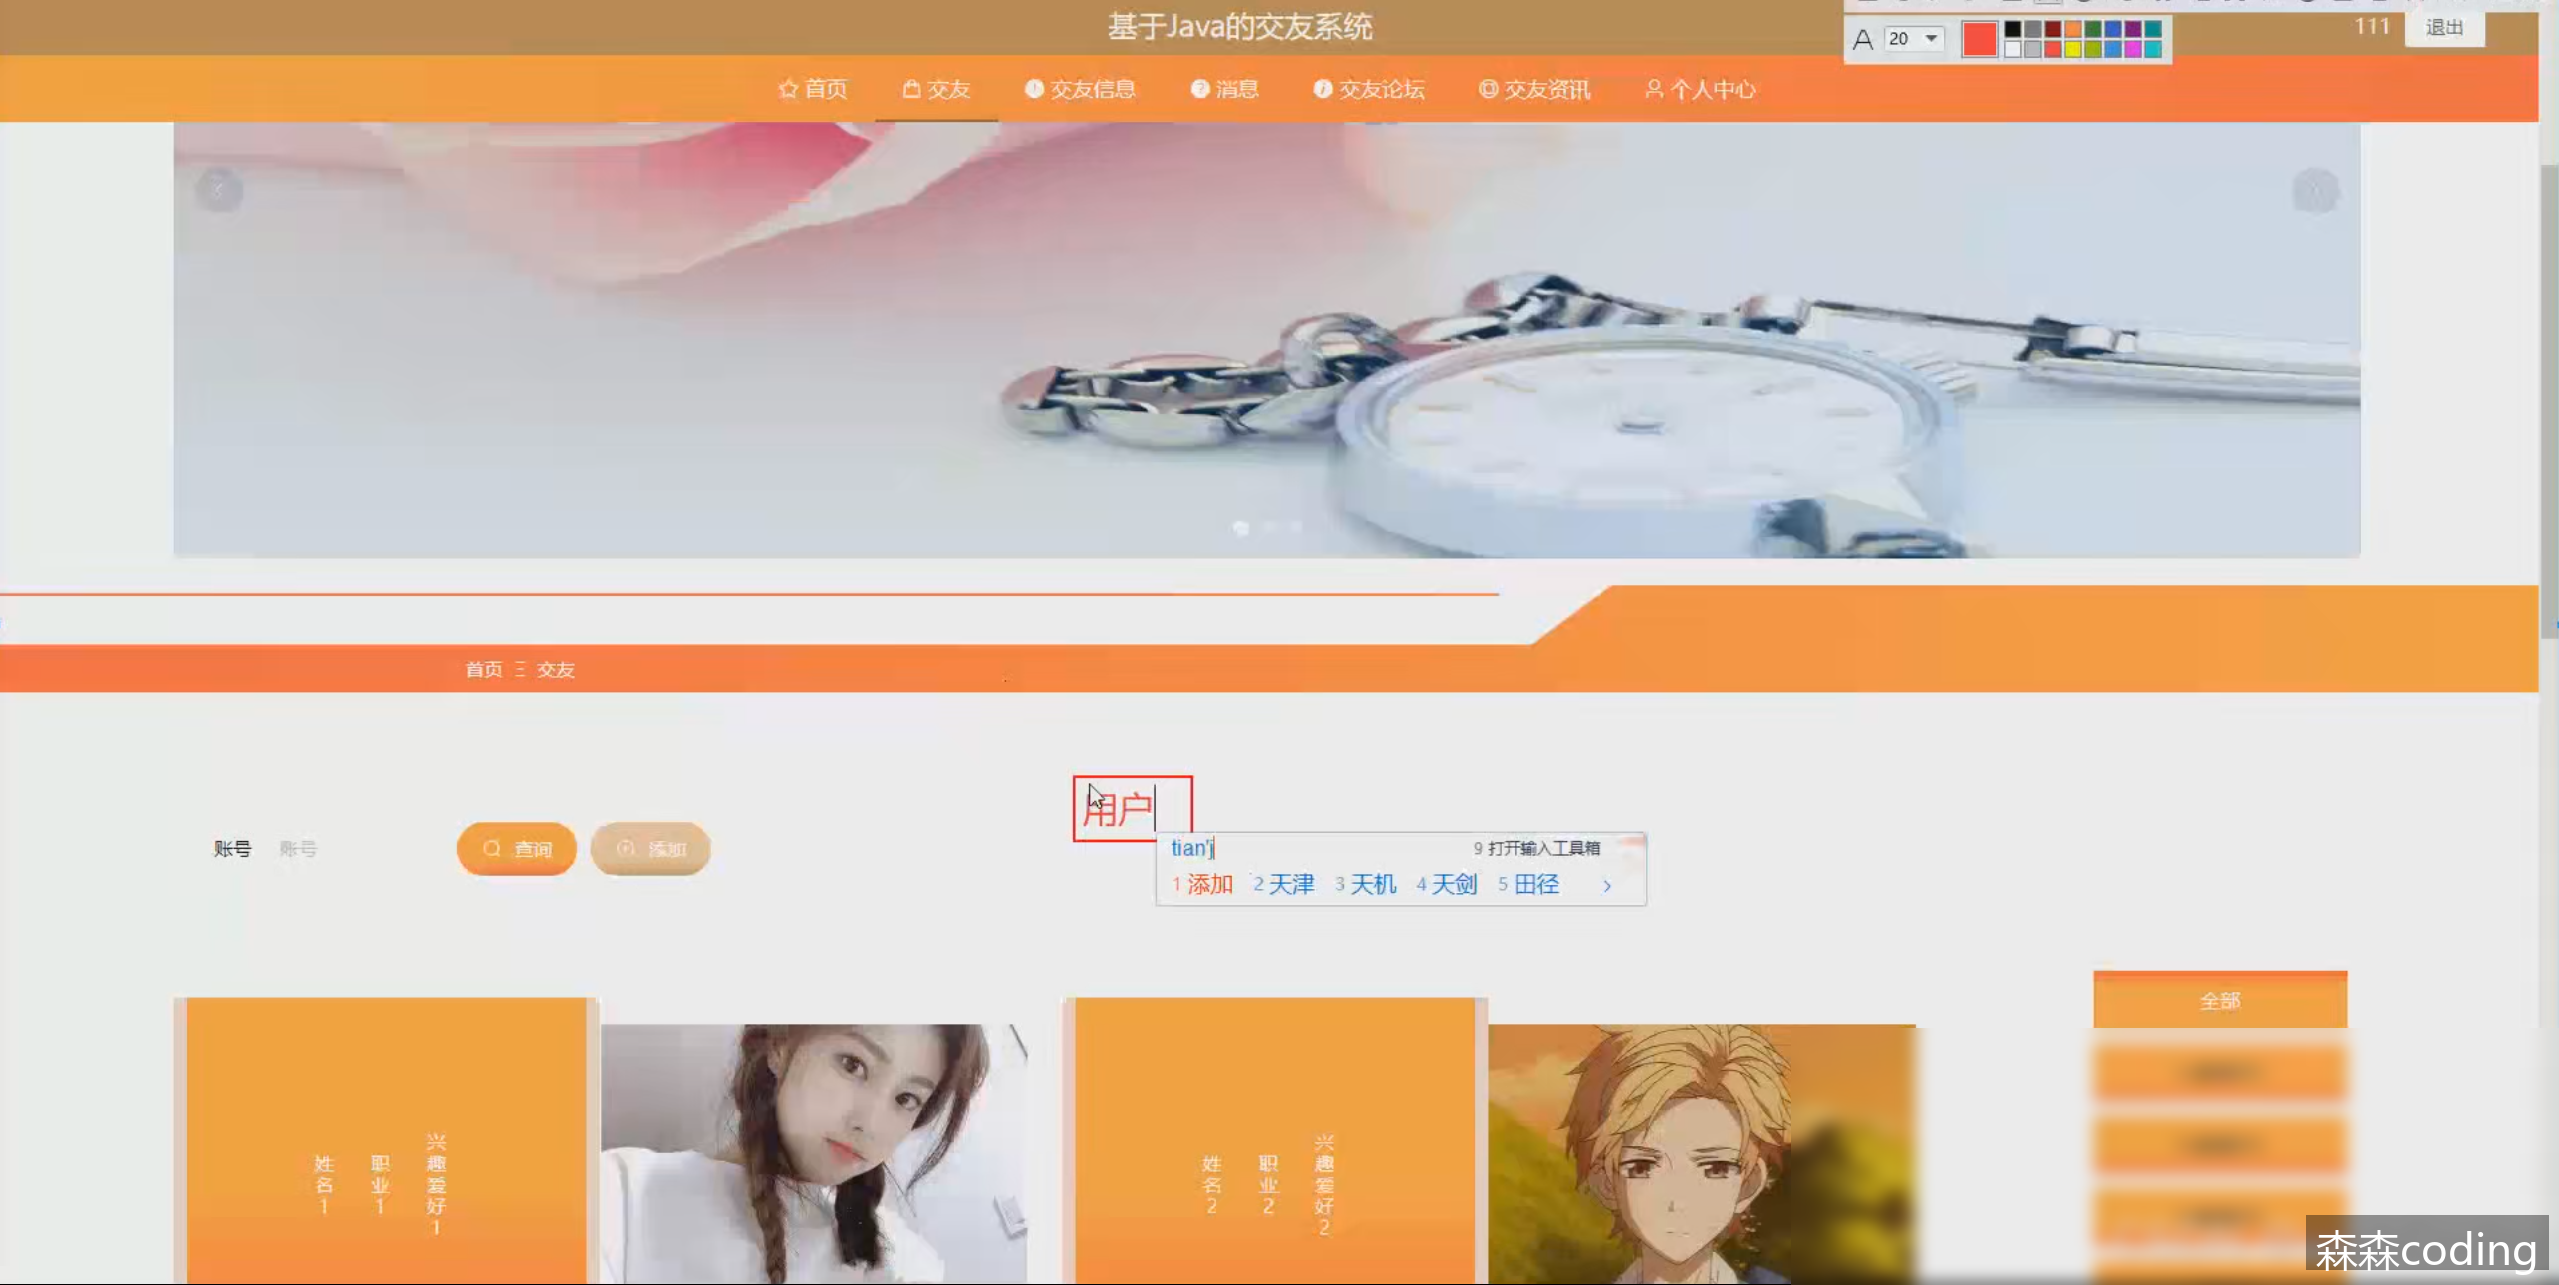 基于Java的交友系统
20
111 退出
首页 交友 交友信息 消息 交友论坛 交友资讯 个人中心
首页 三 交友
用户
账号 账号 查询 添加
tian'j 9 打开输入工具箱
1 添加 2 天津 3 天机 4 天剑 5 田径
全部
姓名1
职业1
兴趣爱好1
姓名2
职业2
兴趣爱好2
森森coding